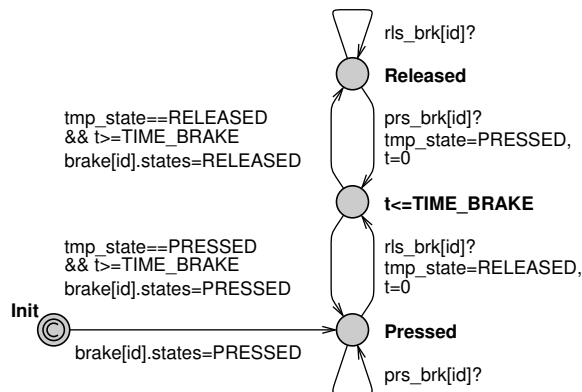 rls_brk[id]?
Released
tmp_state==RELEASED
&& t>=TIME_BRAKE
brake[id].states=RELEASED
prs_brk[id]?
tmp_state=PRESSED,
t=0
t<=TIME_BRAKE
tmp_state==PRESSED
&& t>=TIME_BRAKE
brake[id].states=PRESSED
rls_brk[id]?
tmp_state=RELEASED,
t=0
Init
C
Pressed
brake[id].states=PRESSED
prs_brk[id]?